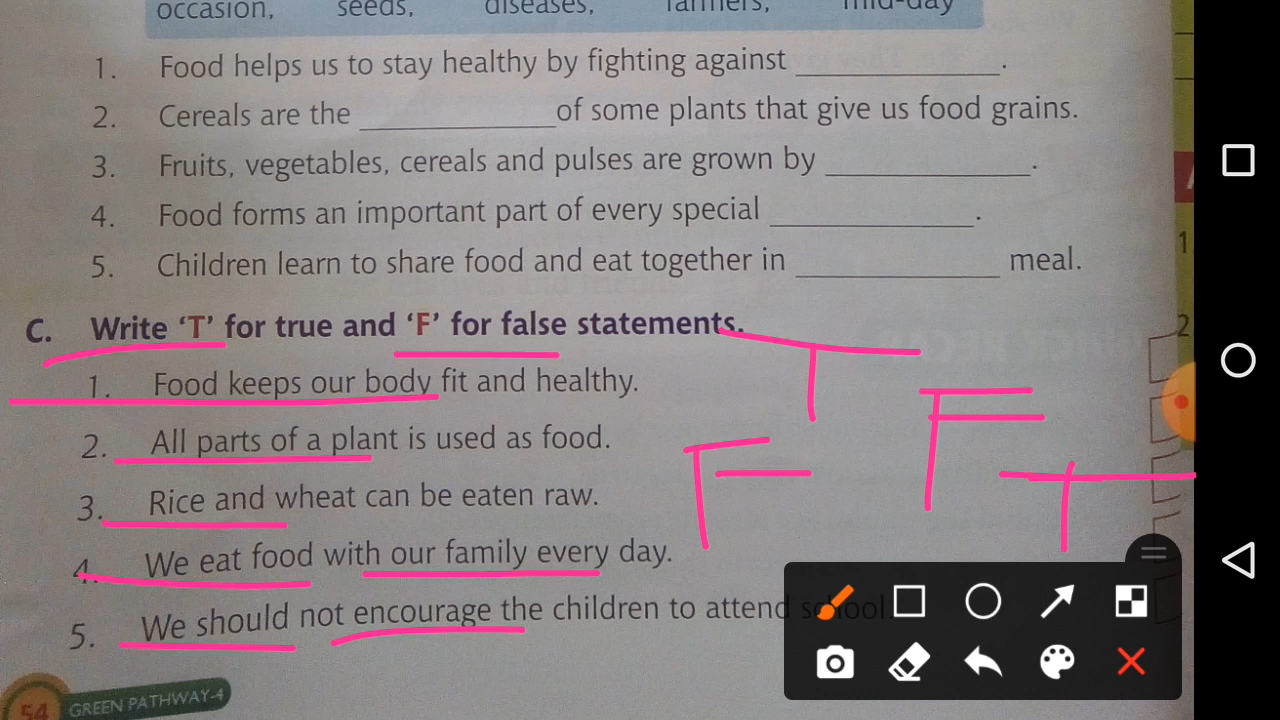 occasion, seeds, diseases, farmers, mid-day
1. Food helps us to stay healthy by fighting against ____________.
2. Cereals are the ____________ of some plants that give us food grains.
3. Fruits, vegetables, cereals and pulses are grown by ____________.
4. Food forms an important part of every special ____________.
5. Children learn to share food and eat together in ____________ meal.
C. Write 'T' for true and 'F' for false statements.
1. Food keeps our body fit and healthy.
2. All parts of a plant is used as food.
3. Rice and wheat can be eaten raw.
4. We eat food with our family every day.
5. We should not encourage the children to attend school.
T
F
F
T
54 GREEN PATHWAY-4
1
2